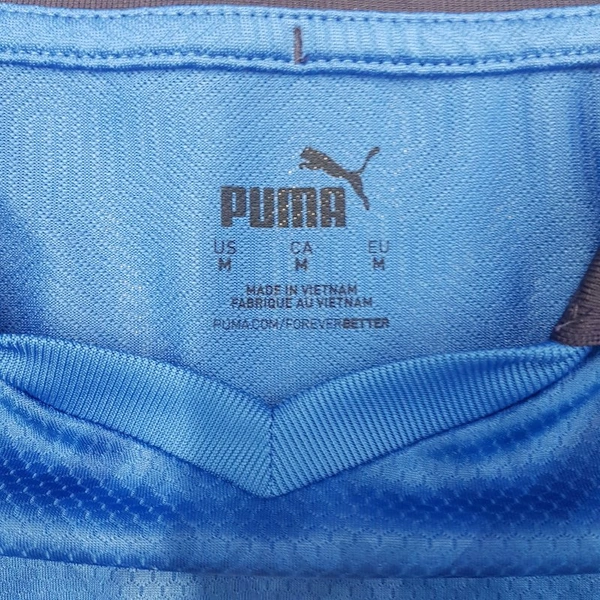 PUMA
US CA EU
M M M
MADE IN VIETNAM
FABRIQUE AU VIETNAM
PUMA.COM/FOREVERBETTER